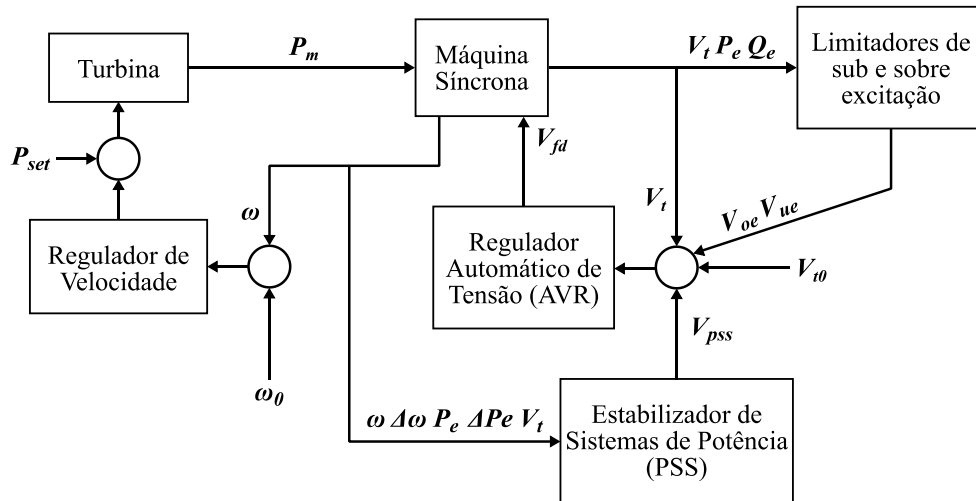 Turbina
P_m
Máquina
Síncrona
V_t P_e Q_e
Limitadores de
sub e sobre
excitação
P_set
V_fd
ω
V_t
V_oe V_ue
Regulador de
Velocidade
Regulador
Automático de
Tensão (AVR)
V_t0
V_pss
ω_0
ω Δω P_e ΔPe V_t
Estabilizador de
Sistemas de Potência
(PSS)